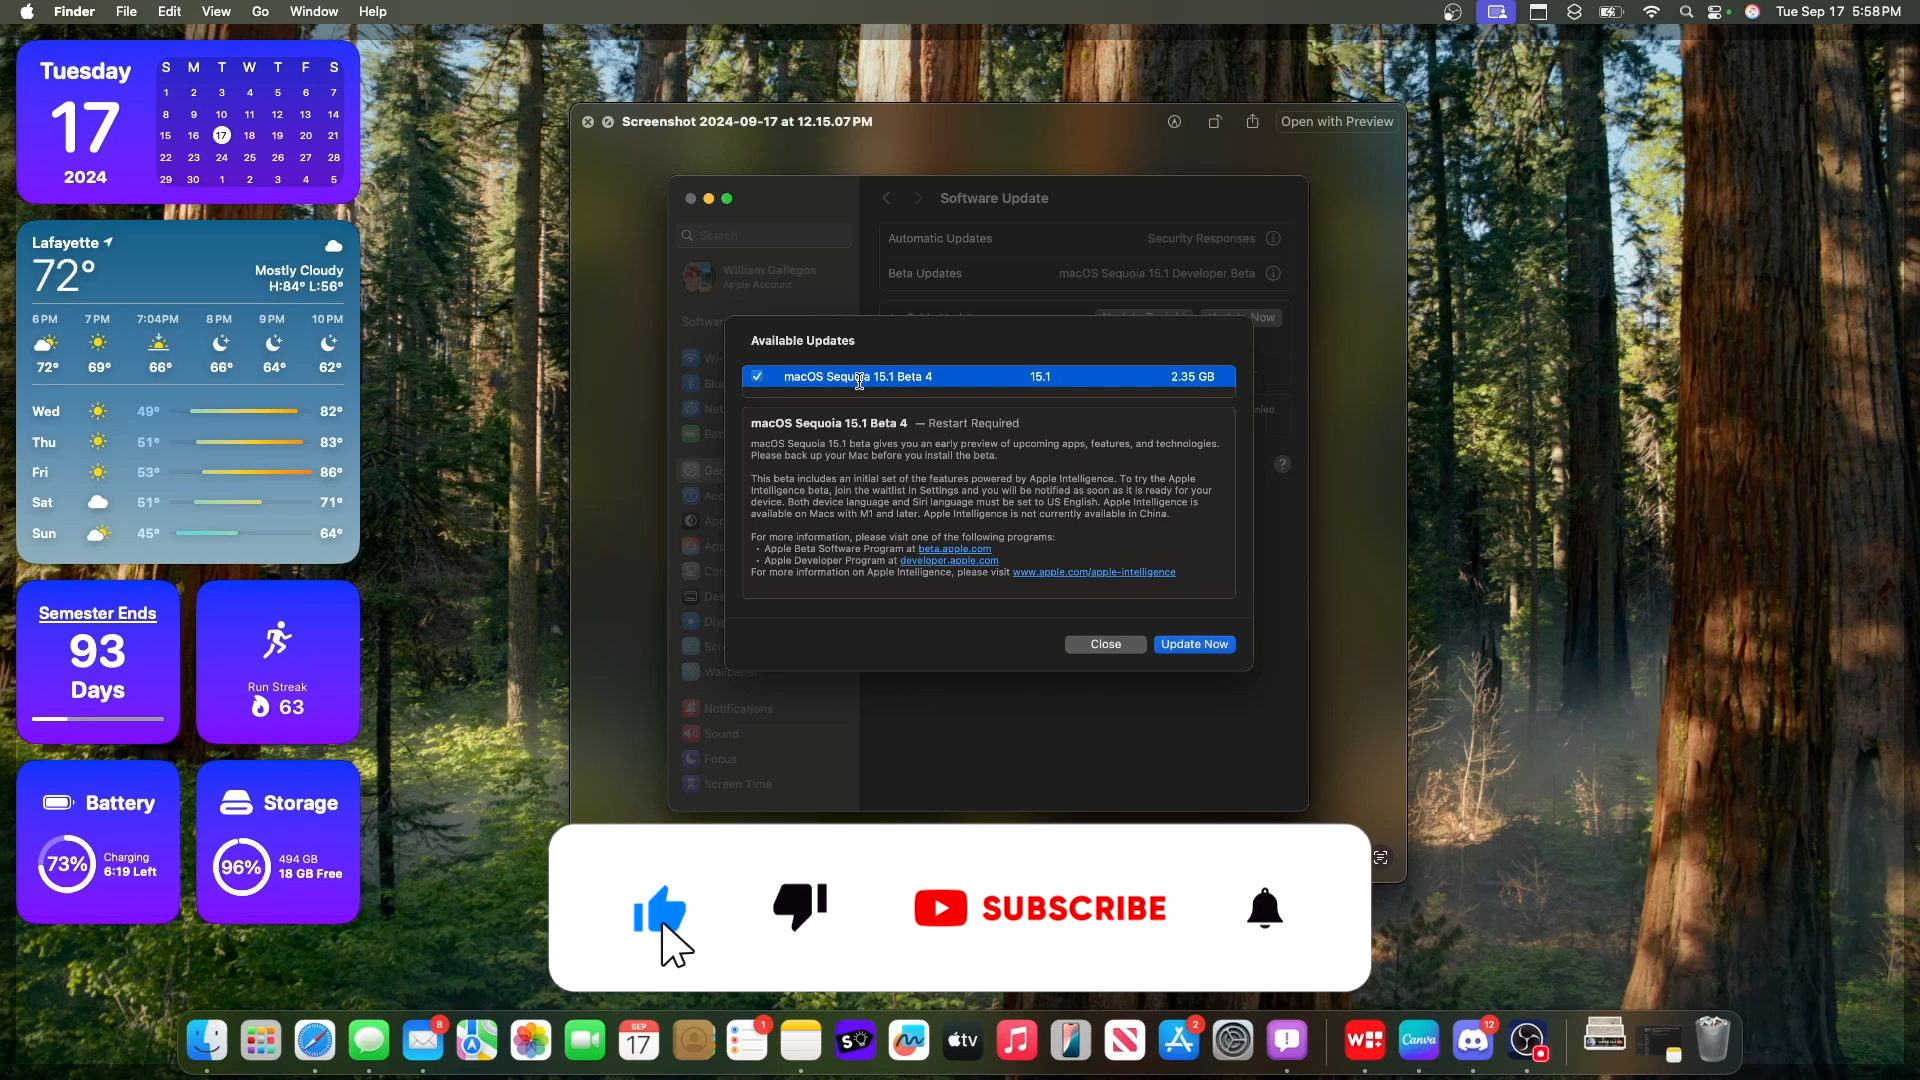 Finder File Edit View Go Window Help
Tue Sep 17 5:58PM
Tuesday
17
2024
S M T W T F S
1 2 3 4 5 6 7
8 9 10 11 12 13 14
15 16 17 18 19 20 21
22 23 24 25 26 27 28
29 30 1 2 3 4 5
Lafayette
72°
Mostly Cloudy
H:84° L:56°
6PM 7PM 7:04PM 8PM 9PM 10PM
72° 69° 66° 66° 64° 62°
Wed 49° 82°
Thu 51° 83°
Fri 53° 86°
Sat 51° 71°
Sun 45° 64°
Semester Ends
93
Days
Run Streak
63
Battery
73%
Charging
6:19 Left
Storage
96%
494 GB
18 GB Free
Screenshot 2024-09-17 at 12.15.07 PM
Open with Preview
Search
William Gallegos
Apple Account
Notifications
Sound
Focus
Screen Time
Software Update
Automatic Updates Security Responses
Beta Updates macOS Sequoia 15.1 Developer Beta
Available Updates
macOS Sequoia 15.1 Beta 4 15.1 2.35 GB
macOS Sequoia 15.1 Beta 4 — Restart Required
macOS Sequoia 15.1 beta gives you an early preview of upcoming apps, features, and technologies.
Please back up your Mac before you install the beta.
This beta includes an initial set of the features powered by Apple Intelligence. To try the Apple
Intelligence beta, join the waitlist in Settings and you will be notified as soon as it is ready for your
device. Both device language and Siri language must be set to US English. Apple Intelligence is
available on Macs with M1 and later. Apple Intelligence is not currently available in China.
For more information, please visit one of the following programs:
• Apple Beta Software Program at beta.apple.com
• Apple Developer Program at developer.apple.com
For more information on Apple Intelligence, please visit www.apple.com/apple-intelligence
Close Update Now
SUBSCRIBE
8
SEP
17
1
tv
2
Canva
12